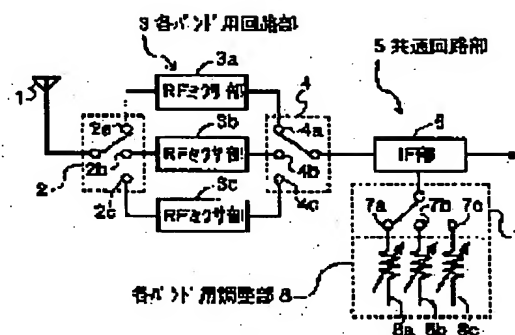 3 各バンド用回路部
5 共通回路部
3a
RFミクサ部
1
2a
4
4a
3b
RFミクサ部
6
IF部
2
2b
4b
3c
2c
RFミクサ部
4c
7a
7b
7c
各バンド用調整部 8
8a 8b 8c